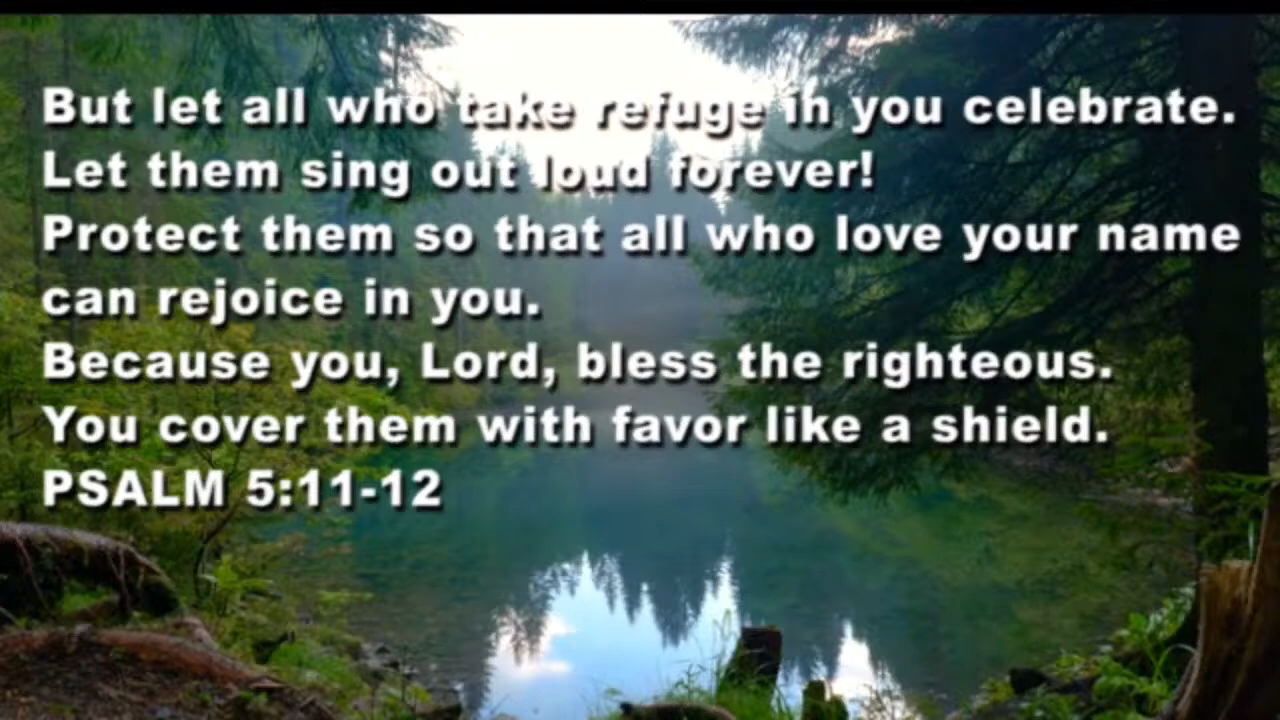 But let all who take refuge in you celebrate.
Let them sing out loud forever!
Protect them so that all who love your name
can rejoice in you.
Because you, Lord, bless the righteous.
You cover them with favor like a shield.
PSALM 5:11-12